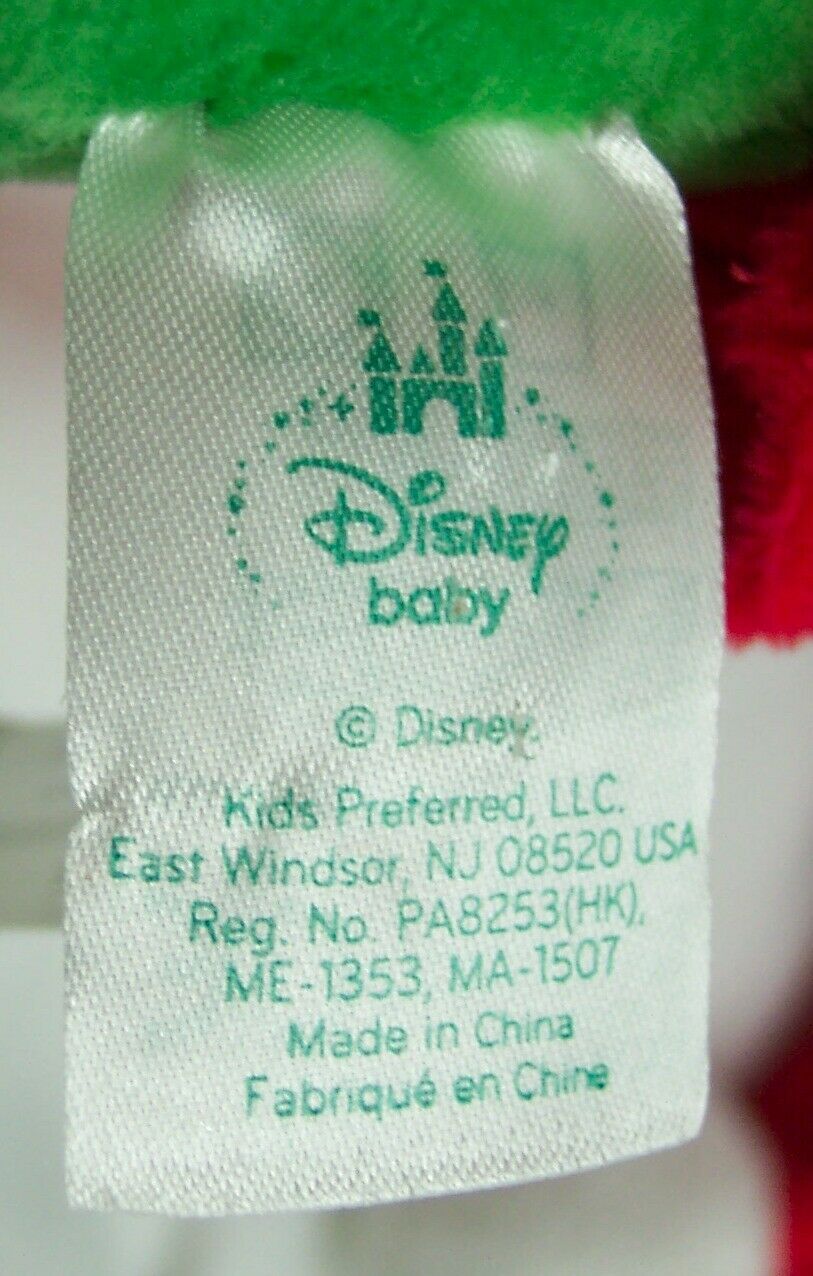 Disney
baby
© Disney.
Kids Preferred, LLC.
East Windsor, NJ 08520 USA
Reg. No. PA8253(HK),
ME-1353, MA-1507
Made in China
Fabriqué en Chine